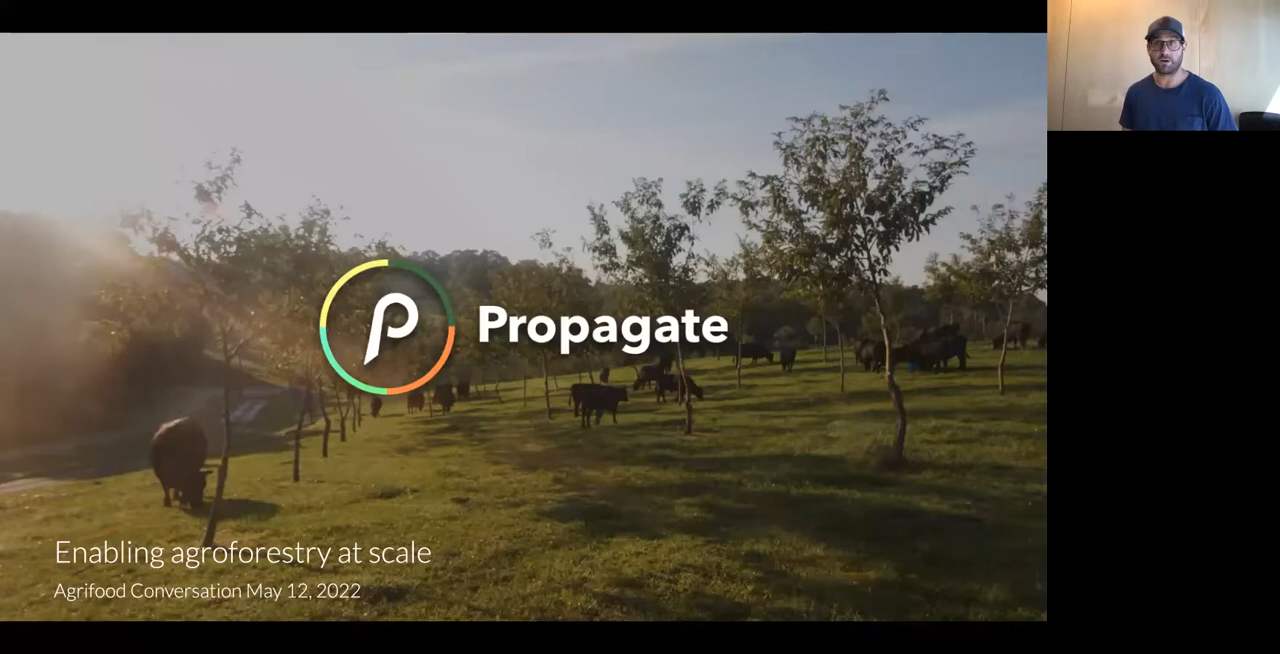 Propagate
Enabling agroforestry at scale
Agrifood Conversation May 12, 2022